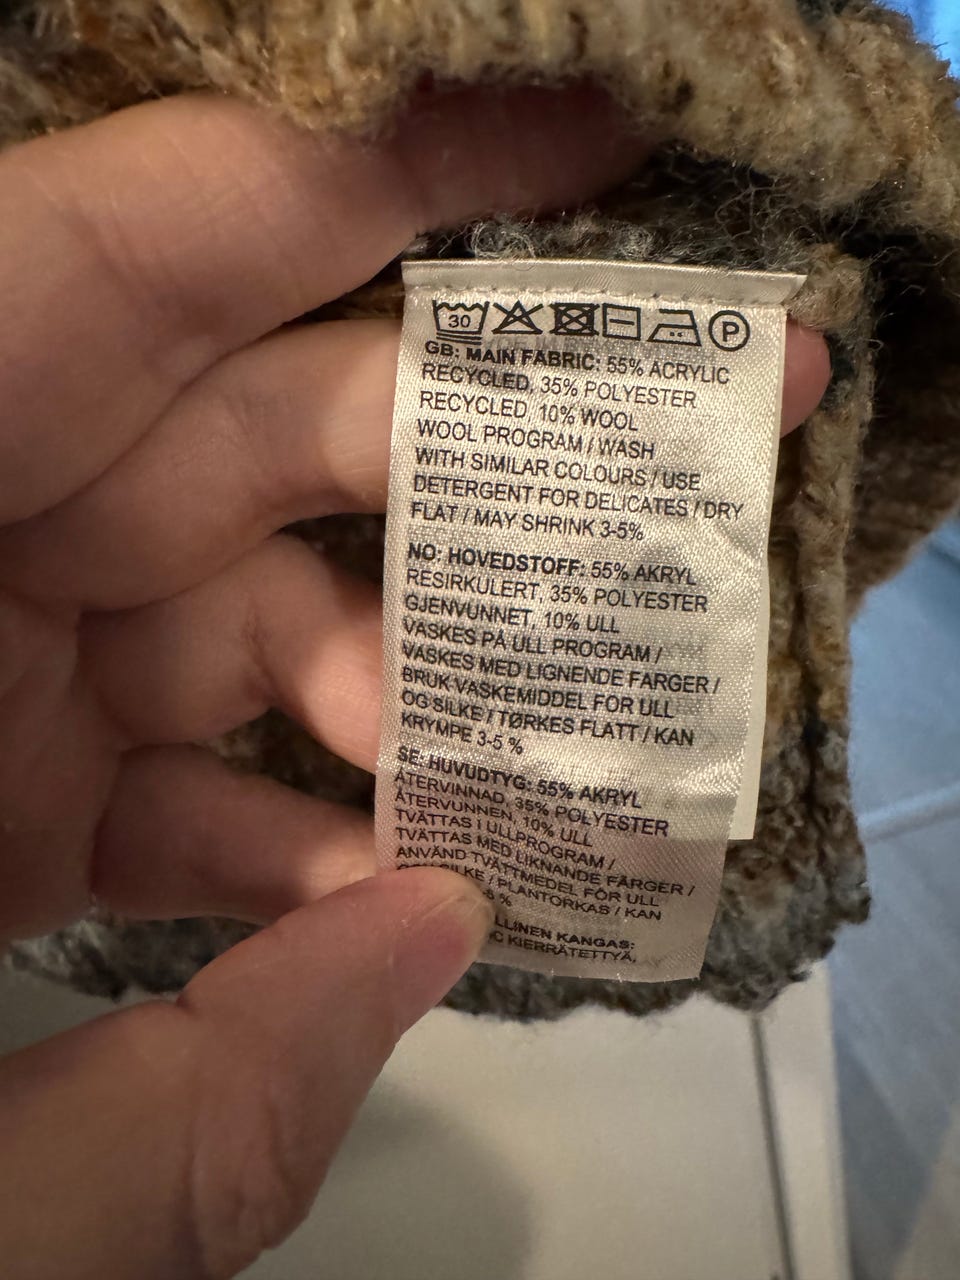 30 P
GB: MAIN FABRIC: 55% ACRYLIC
RECYCLED, 35% POLYESTER
RECYCLED, 10% WOOL
WOOL PROGRAM / WASH
WITH SIMILAR COLOURS / USE
DETERGENT FOR DELICATES / DRY
FLAT / MAY SHRINK 3-5%
NO: HOVEDSTOFF: 55% AKRYL
RESIRKULERT, 35% POLYESTER
GJENVUNNET, 10% ULL
VASKES PÅ ULL PROGRAM /
VASKES MED LIGNENDE FARGER /
BRUK VASKEMIDDEL FOR ULL
OG SILKE / TØRKES FLATT / KAN
KRYMPE 3-5 %
SE: HUVUDTYG: 55% AKRYL
ÅTERVINNAD, 35% POLYESTER
ÅTERVUNNEN, 10% ULL
TVÄTTAS I ULLPROGRAM /
TVÄTTAS MED LIKNANDE FÄRGER /
ANVÄND TVÄTTMEDEL FÖR ULL
SILKE / PLANTORKAS / KAN
%
KANGAS:
KIERRÄTETTYÄ,